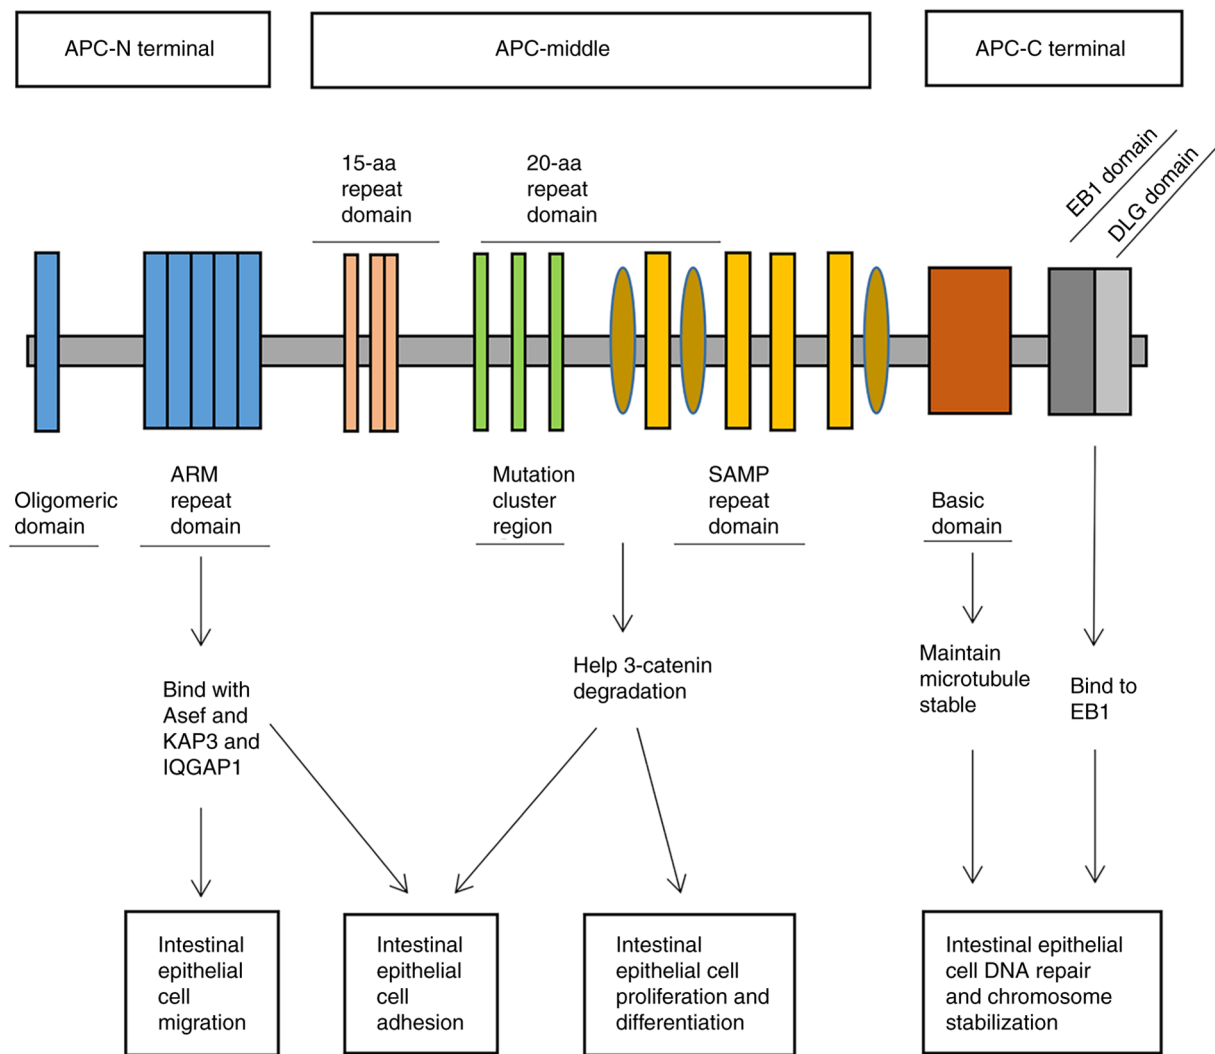 APC-N terminal
APC-middle
APC-C terminal
15-aa
repeat
domain
20-aa
repeat
domain
EB1 domain
DLG domain
Oligomeric
domain
ARM
repeat
domain
Mutation
cluster
region
SAMP
repeat
domain
Basic
domain
Bind with
Asef and
KAP3 and
IQGAP1
Help 3-catenin
degradation
Maintain
microtubule
stable
Bind to
EB1
Intestinal
epithelial
cell
migration
Intestinal
epithelial
cell
adhesion
Intestinal
epithelial cell
proliferation and
differentiation
Intestinal epithelial
cell DNA repair
and chromosome
stabilization